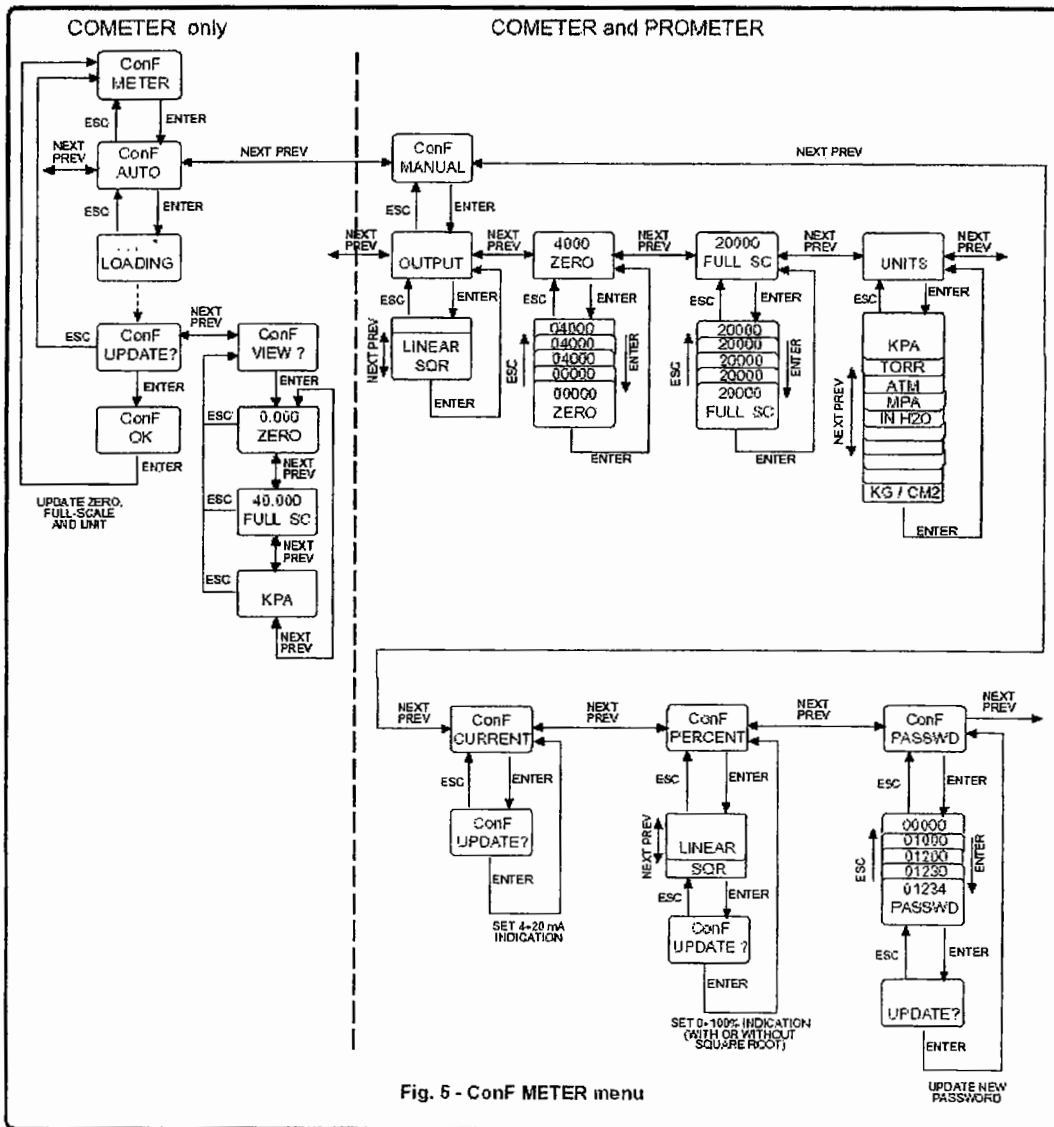 COMETER only
COMETER and PROMETER
ConF
METER
ESC
ENTER
NEXT
PREV
ConF
AUTO
NEXT PREV
ConF
MANUAL
NEXT PREV
ESC
ENTER
LOADING
ESC
ENTER
NEXT
PREV
OUTPUT
NEXT
PREV
4000
ZERO
NEXT
PREV
20000
FULL SC
NEXT
PREV
UNITS
NEXT
PREV
ESC
ENTER
NEXT PREV
LINEAR
SQR
ENTER
ESC
ENTER
04000
04000
04000
00000
00000
ZERO
ESC
ENTER
ENTER
ESC
ENTER
20000
20000
20000
20000
20000
FULL SC
ESC
ENTER
ENTER
ESC
ENTER
KPA
TORR
ATM
MPA
IN H2O
KG / CM2
NEXT PREV
ENTER
ESC
ConF
UPDATE?
NEXT
PREV
ConF
VIEW ?
ENTER
ENTER
ConF
OK
ENTER
UPDATE ZERO,
FULL-SCALE
AND UNIT
ESC
0.000
ZERO
NEXT
PREV
ESC
40.000
FULL SC
NEXT
PREV
ESC
KPA
NEXT
PREV
NEXT
PREV
ConF
CURRENT
NEXT
PREV
ConF
PERCENT
NEXT
PREV
ConF
PASSWD
NEXT
PREV
ESC
ENTER
ConF
UPDATE?
ENTER
SET 4÷20 mA
INDICATION
ESC
ENTER
NEXT PREV
LINEAR
SQR
ESC
ENTER
ConF
UPDATE ?
ENTER
SET 0÷100% INDICATION
(WITH OR WITHOUT
SQUARE ROOT)
ESC
ENTER
00000
01000
01200
01230
01234
PASSWD
ESC
ENTER
ESC
ENTER
UPDATE?
ENTER
UPDATE NEW
PASSWORD
Fig. 5 - ConF METER menu